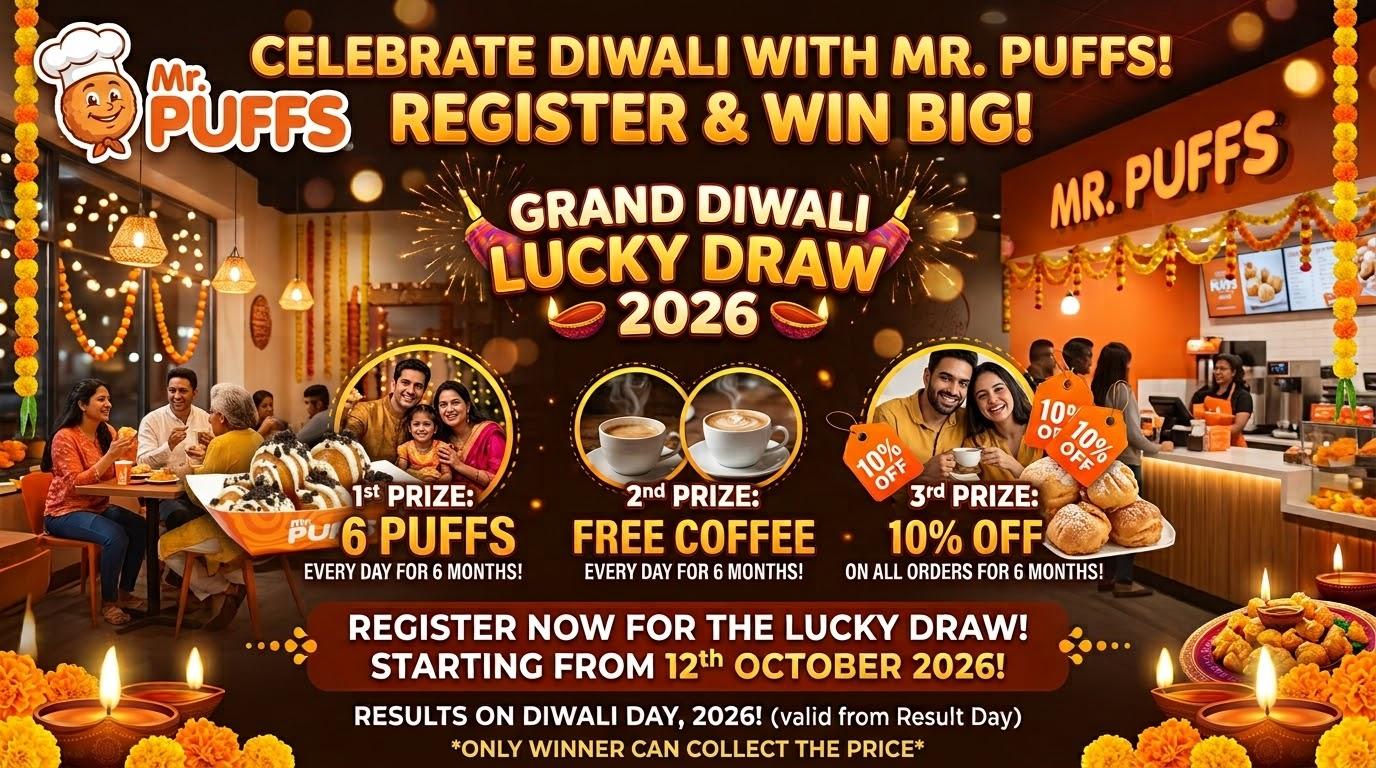 Mr.
PUFFS
CELEBRATE DIWALI WITH MR. PUFFS!
REGISTER & WIN BIG!
MR. PUFFS
GRAND DIWALI
LUCKY DRAW
2026
10% OFF
10%
10% OFF
1st PRIZE:
6 PUFFS
EVERY DAY FOR 6 MONTHS!
2nd PRIZE:
FREE COFFEE
EVERY DAY FOR 6 MONTHS!
3rd PRIZE:
10% OFF
ON ALL ORDERS FOR 6 MONTHS!
REGISTER NOW FOR THE LUCKY DRAW!
STARTING FROM 12th OCTOBER 2026!
RESULTS ON DIWALI DAY, 2026! (valid from Result Day)
*ONLY WINNER CAN COLLECT THE PRICE*